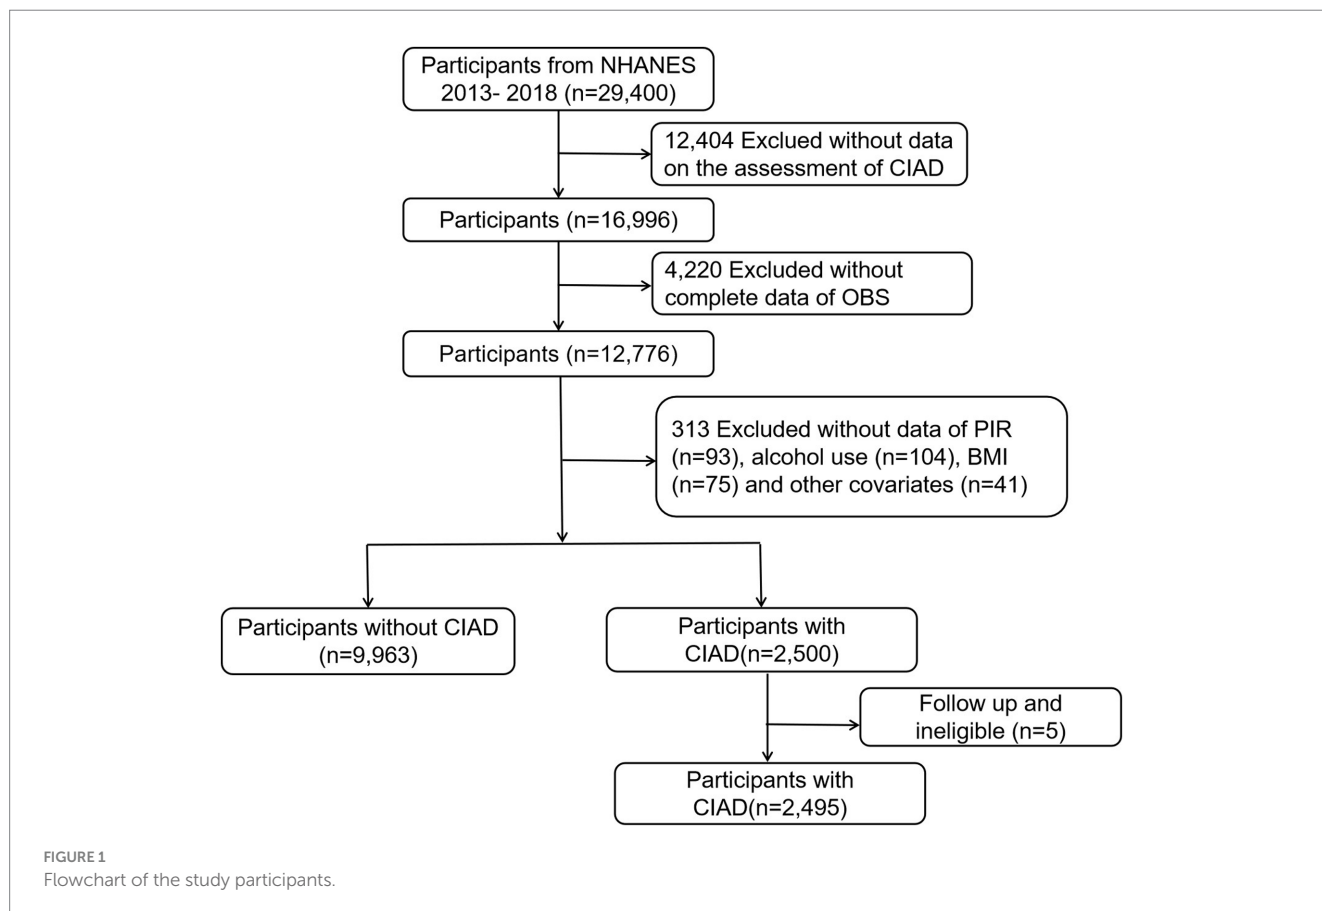 Participants from NHANES
2013- 2018 (n=29,400)
12,404 Exclued without data
on the assessment of CIAD
Participants (n=16,996)
4,220 Excluded without
complete data of OBS
Participants (n=12,776)
313 Excluded without data of PIR
(n=93), alcohol use (n=104), BMI
(n=75) and other covariates (n=41)
Participants without CIAD
(n=9,963)
Participants with
CIAD(n=2,500)
Follow up and
ineligible (n=5)
Participants with
CIAD(n=2,495)
FIGURE 1
Flowchart of the study participants.